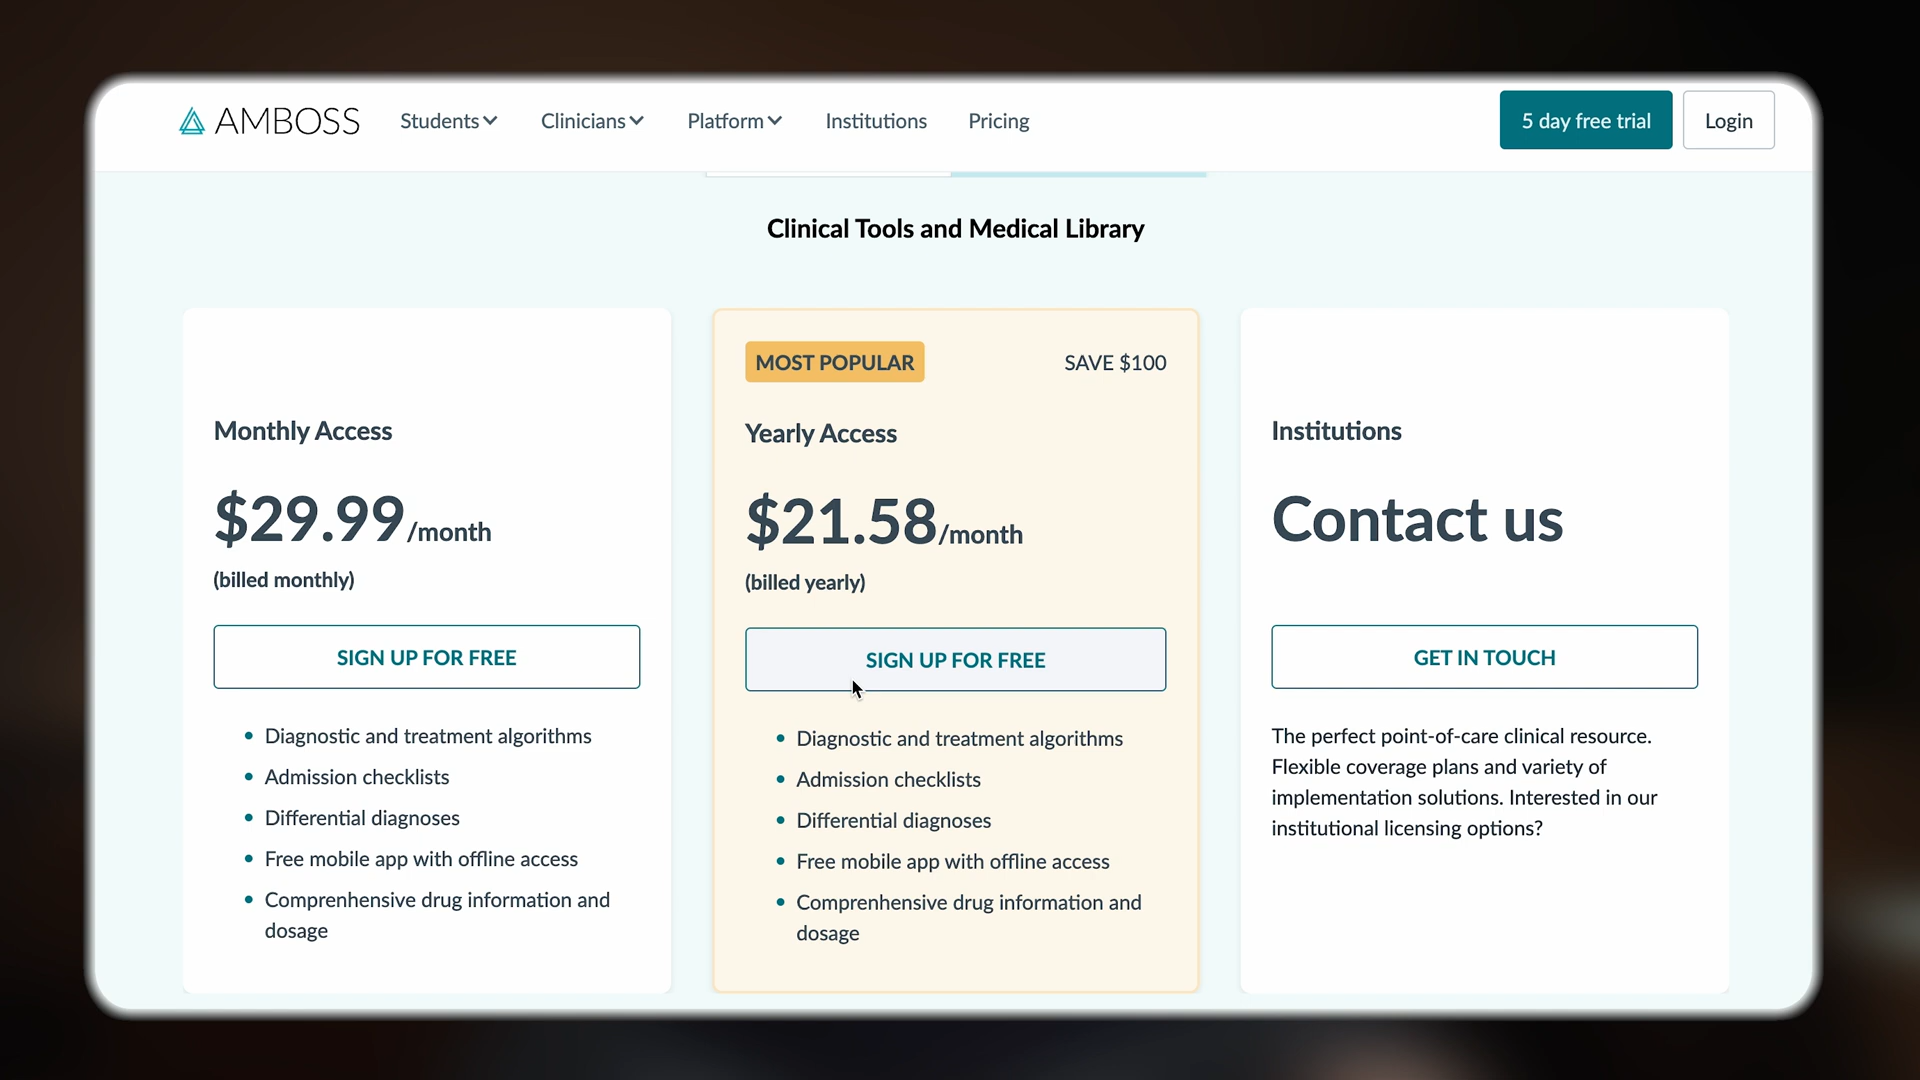 AMBOSS
Students
Clinicians
Platform
Institutions
Pricing
5 day free trial
Login
Clinical Tools and Medical Library
Monthly Access
$29.99/month
(billed monthly)
SIGN UP FOR FREE
Diagnostic and treatment algorithms
Admission checklists
Differential diagnoses
Free mobile app with offline access
Comprenhensive drug information and
dosage
MOST POPULAR
SAVE $100
Yearly Access
$21.58/month
(billed yearly)
SIGN UP FOR FREE
Diagnostic and treatment algorithms
Admission checklists
Differential diagnoses
Free mobile app with offline access
Comprenhensive drug information and
dosage
Institutions
Contact us
GET IN TOUCH
The perfect point-of-care clinical resource.
Flexible coverage plans and variety of
implementation solutions. Interested in our
institutional licensing options?